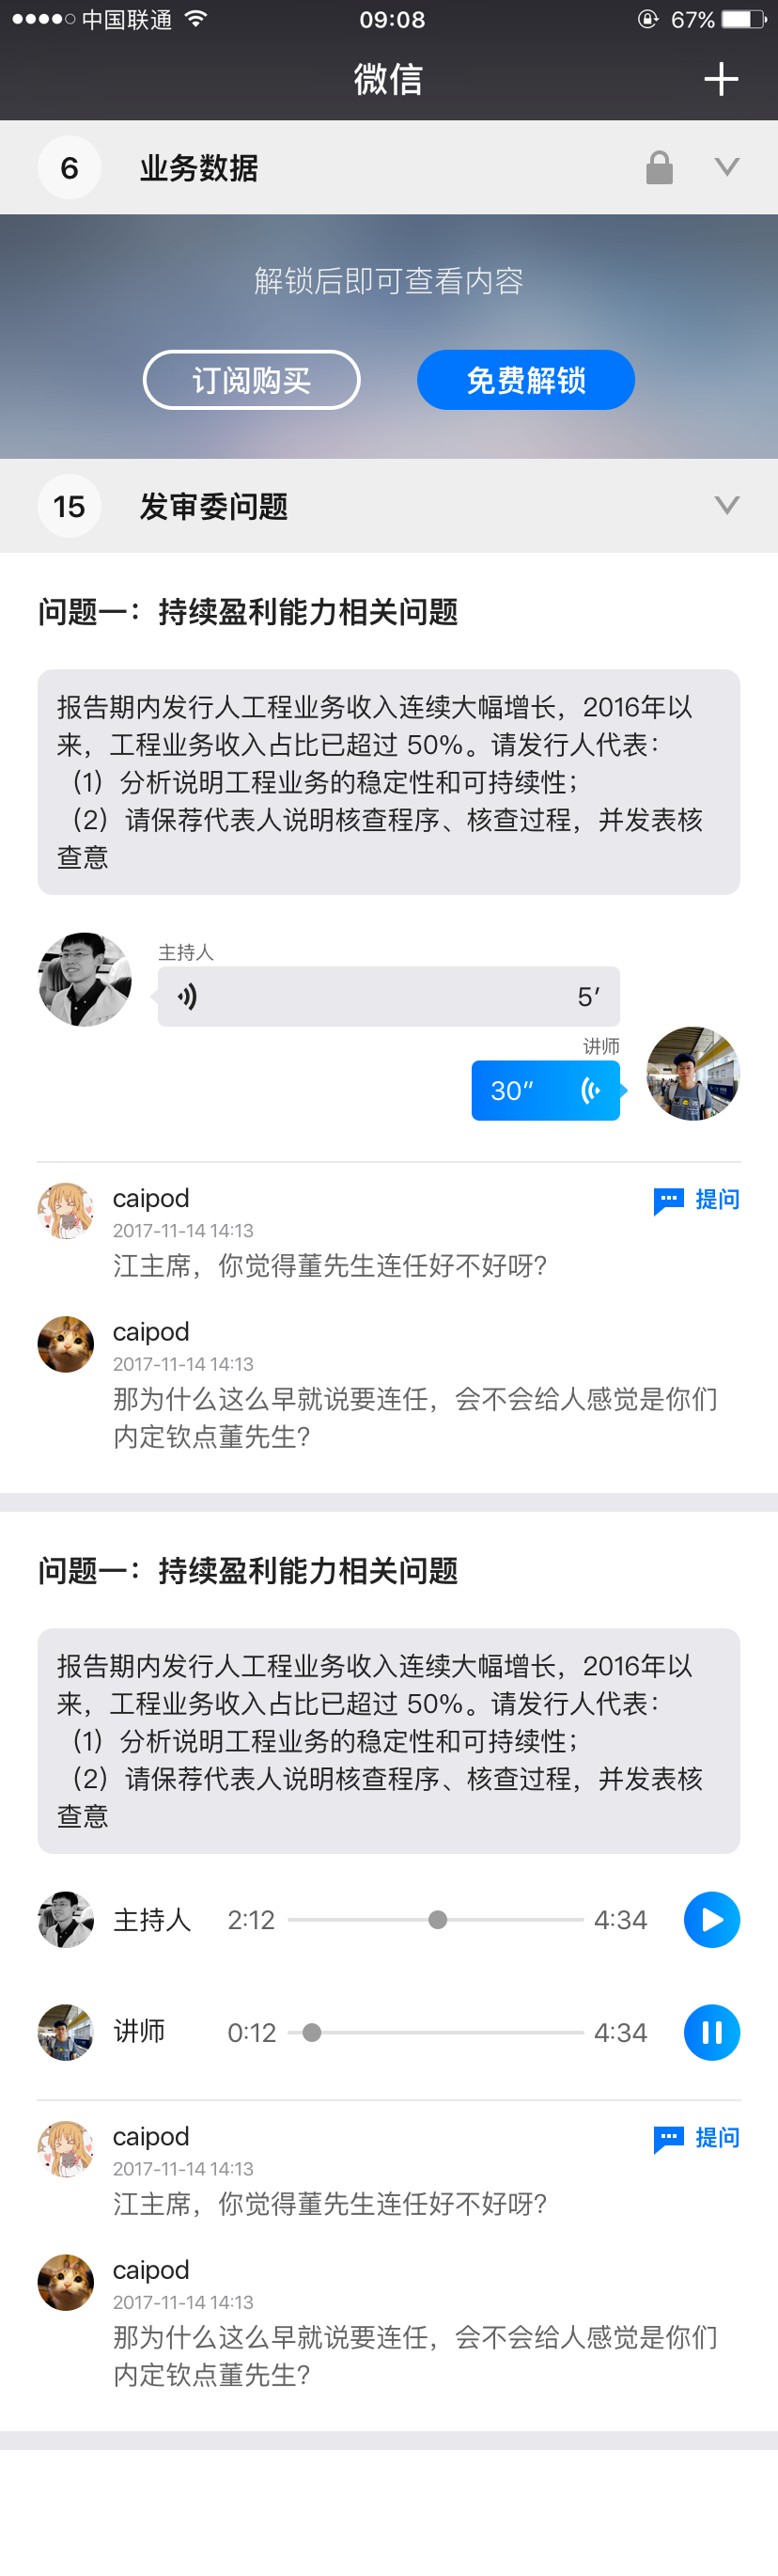 中国联通 09:08 67%
微信
6 业务数据
解锁后即可查看内容
订阅购买 免费解锁
15 发审委问题
问题一：持续盈利能力相关问题
报告期内发行人工程业务收入连续大幅增长，2016年以
来，工程业务收入占比已超过 50%。请发行人代表：
（1）分析说明工程业务的稳定性和可持续性；
（2）请保荐代表人说明核查程序、核查过程，并发表核
查意
主持人
5′
讲师
30″
caipod 提问
2017-11-14 14:13
江主席，你觉得董先生连任好不好呀?
caipod
2017-11-14 14:13
那为什么这么早就说要连任，会不会给人感觉是你们
内定钦点董先生?
问题一：持续盈利能力相关问题
报告期内发行人工程业务收入连续大幅增长，2016年以
来，工程业务收入占比已超过 50%。请发行人代表：
（1）分析说明工程业务的稳定性和可持续性；
（2）请保荐代表人说明核查程序、核查过程，并发表核
查意
主持人 2:12 4:34
讲师 0:12 4:34
caipod 提问
2017-11-14 14:13
江主席，你觉得董先生连任好不好呀?
caipod
2017-11-14 14:13
那为什么这么早就说要连任，会不会给人感觉是你们
内定钦点董先生?